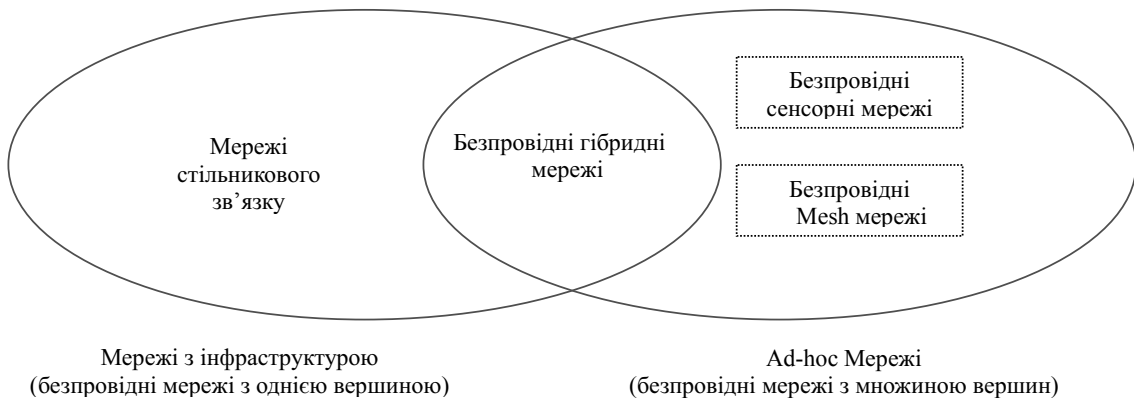 Мережі
стільникового
зв’язку
Безпровідні гібридні
мережі
Безпровідні
сенсорні мережі
Безпровідні
Mesh мережі
Мережі з інфраструктурою
(безпровідні мережі з однією вершиною)
Ad-hoc Мережі
(безпровідні мережі з множиною вершин)